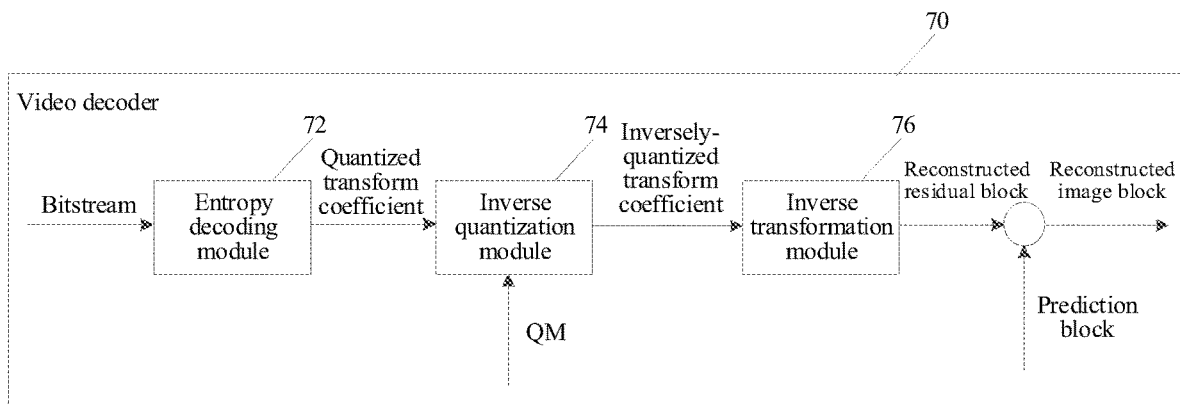 70
Video decoder
72
74
76
Bitstream
Entropy
decoding
module
Quantized
transform
coefficient
Inverse
quantization
module
Inversely-
quantized
transform
coefficient
Inverse
transformation
module
Reconstructed
residual block
Reconstructed
image block
QM
Prediction
block